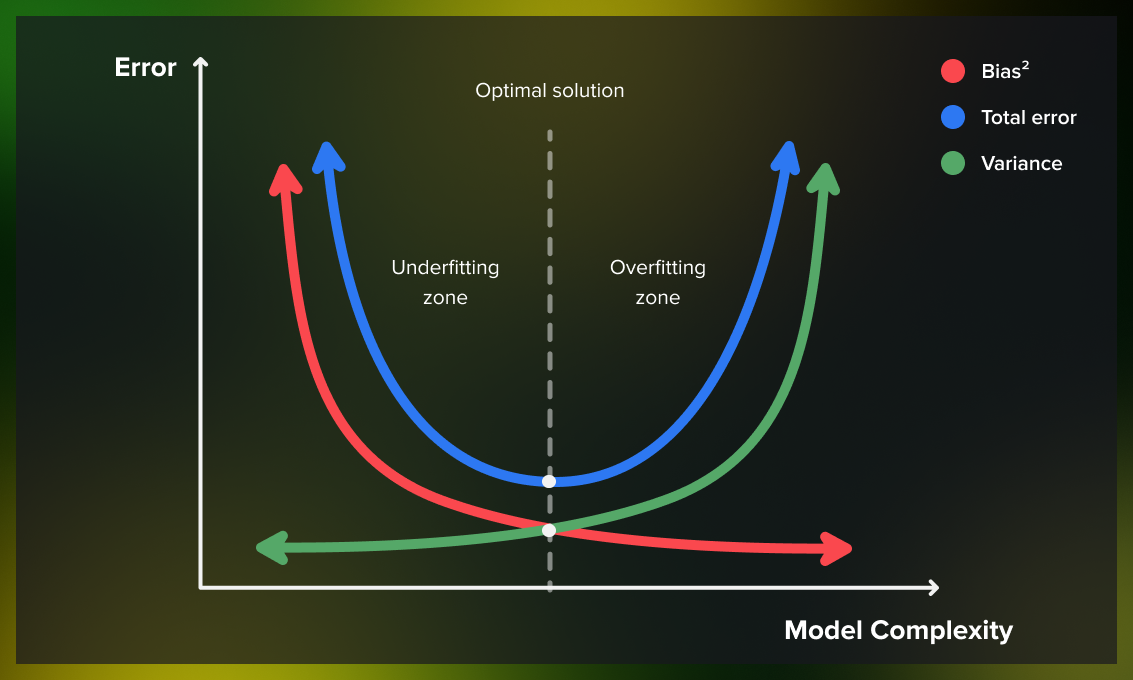 Error
Optimal solution
Bias²
Total error
Variance
Underfitting
zone
Overfitting
zone
Model Complexity